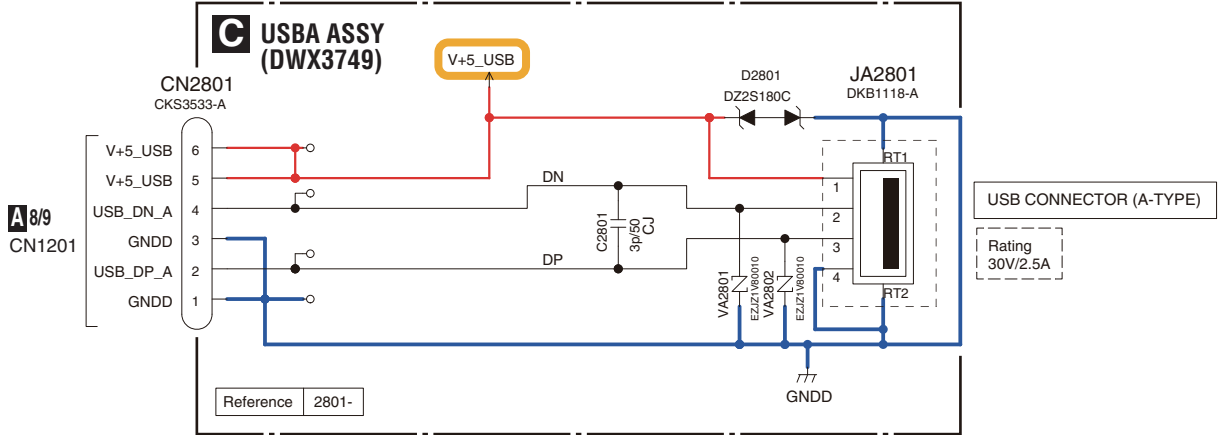 C USBA ASSY
(DWX3749)
V+5_USB
CN2801
CKS3533-A
D2801
DZ2S180C
JA2801
DKB1118-A
V+5_USB 6
V+5_USB 5
USB_DN_A 4
GNDD 3
USB_DP_A 2
GNDD 1
A 8/9
CN1201
DN
DP
C2801
3p/50
CJ
VA2801
EZJZ1V80010
VA2802
EZJZ1V80010
RT1
1
2
3
4
RT2
USB CONNECTOR (A-TYPE)
Rating
30V/2.5A
GNDD
Reference 2801-